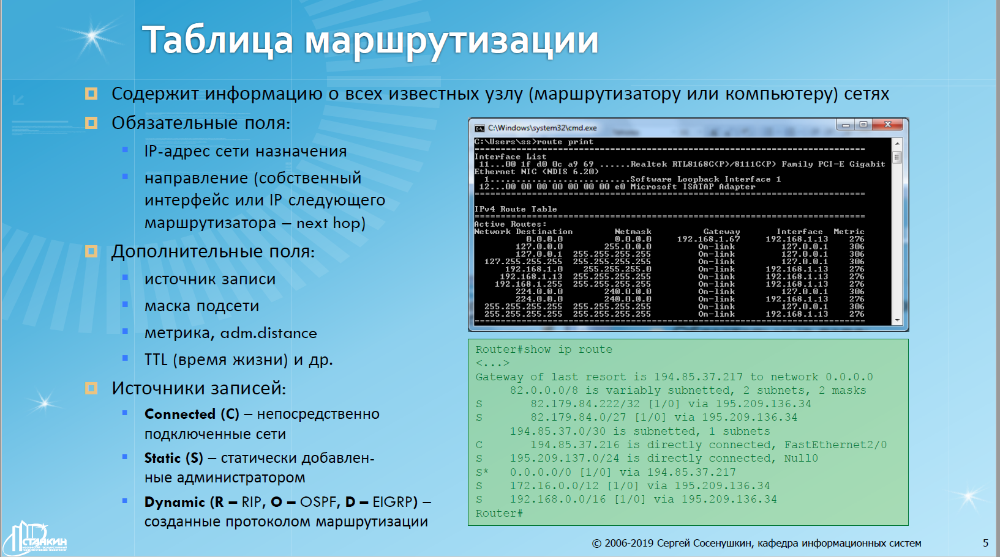 Таблица маршрутизации
Содержит информацию о всех известных узлу (маршрутизатору или компьютеру) сетях
Обязательные поля:
IP-адрес сети назначения
направление (собственный
интерфейс или IP следующего
маршрутизатора – next hop)
Дополнительные поля:
источник записи
маска подсети
метрика, adm.distance
TTL (время жизни) и др.
Источники записей:
Connected (C) – непосредственно
подключенные сети
Static (S) – статически добавлен-
ные администратором
Dynamic (R – RIP, O – OSPF, D – EIGRP) –
созданные протоколом маршрутизации
C:\Windows\system32\cmd.exe
C:\Users\ss>route print
===========================================================================
Interface List
11...00 1f d0 0c a9 69 ......Realtek RTL8168C(P)/8111C(P) Family PCI-E Gigabit
Ethernet NIC (NDIS 6.20)
1...........................Software Loopback Interface 1
12...00 00 00 00 00 00 00 e0 Microsoft ISATAP Adapter
===========================================================================
IPv4 Route Table
===========================================================================
Active Routes:
Network Destination Netmask Gateway Interface Metric
0.0.0.0 0.0.0.0 192.168.1.67 192.168.1.13 276
127.0.0.0 255.0.0.0 On-link 127.0.0.1 306
127.0.0.1 255.255.255.255 On-link 127.0.0.1 306
127.255.255.255 255.255.255.255 On-link 127.0.0.1 306
192.168.1.0 255.255.255.0 On-link 192.168.1.13 276
192.168.1.13 255.255.255.255 On-link 192.168.1.13 276
192.168.1.255 255.255.255.255 On-link 192.168.1.13 276
224.0.0.0 240.0.0.0 On-link 127.0.0.1 306
224.0.0.0 240.0.0.0 On-link 192.168.1.13 276
255.255.255.255 255.255.255.255 On-link 127.0.0.1 306
255.255.255.255 255.255.255.255 On-link 192.168.1.13 276
===========================================================================
Router#show ip route
<...>
Gateway of last resort is 194.85.37.217 to network 0.0.0.0
82.0.0.0/8 is variably subnetted, 2 subnets, 2 masks
S 82.179.84.222/32 [1/0] via 195.209.136.34
S 82.179.84.0/27 [1/0] via 195.209.136.34
194.85.37.0/30 is subnetted, 1 subnets
C 194.85.37.216 is directly connected, FastEthernet2/0
S 195.209.137.0/24 is directly connected, Null0
S* 0.0.0.0/0 [1/0] via 194.85.37.217
S 172.16.0.0/12 [1/0] via 195.209.136.34
S 192.168.0.0/16 [1/0] via 195.209.136.34
Router#
СТАНКИН
© 2006-2019 Сергей Сосенушкин, кафедра информационных систем
5